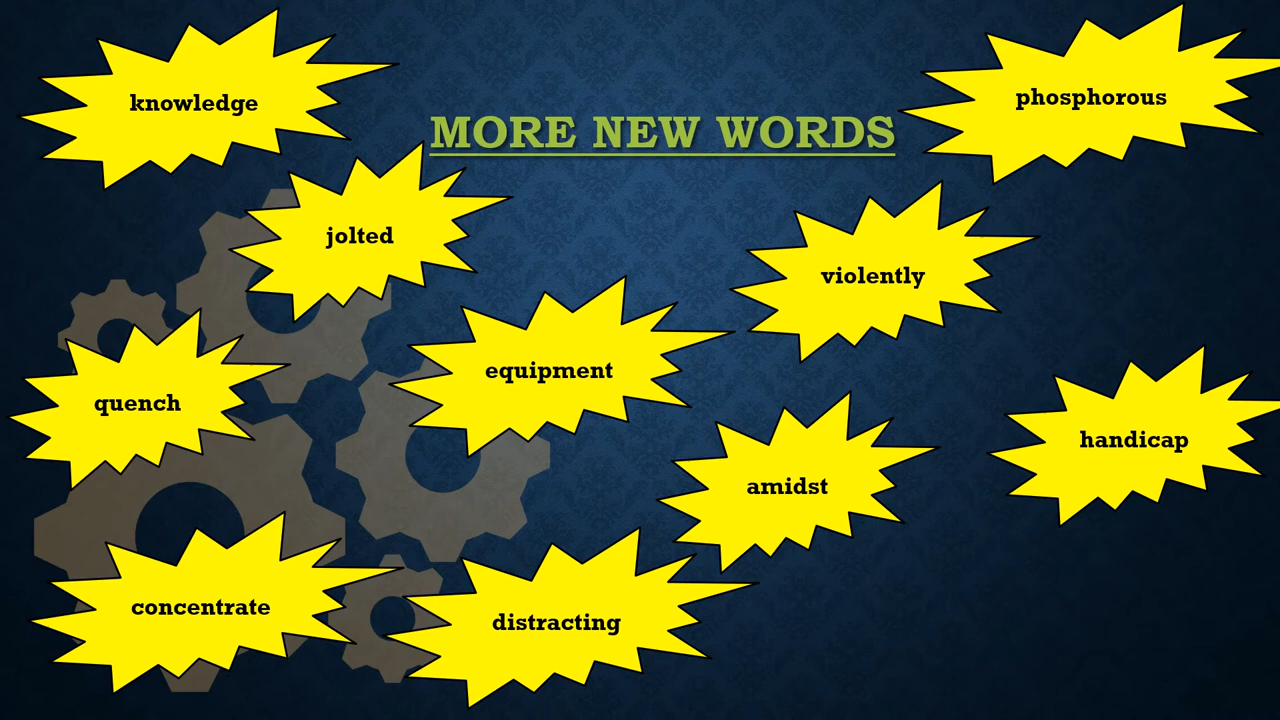 knowledge
phosphorous
MORE NEW WORDS
jolted
violently
equipment
quench
handicap
amidst
concentrate
distracting